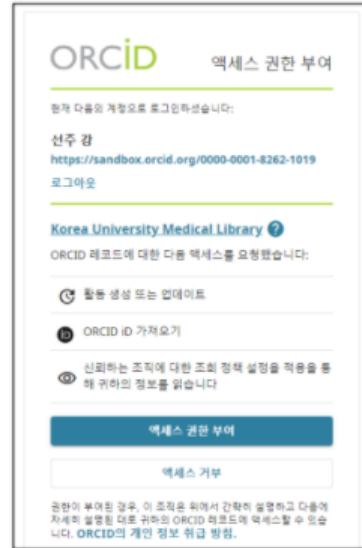 ORCiD
액세스 권한 부여
현재 다음의 계정으로 로그인하셨습니다:
선주 강
https://sandbox.orcid.org/0000-0001-8262-1019
로그아웃
Korea University Medical Library ?
ORCID 레코드에 대한 다음 액세스를 요청했습니다:
활동 생성 또는 업데이트
iD ORCID iD 가져오기
신뢰하는 조직에 대한 조회 정책 설정을 적용을 통
해 귀하의 정보를 읽습니다
액세스 권한 부여
액세스 거부
권한이 부여된 경우, 이 조직은 위에서 간략히 설명하고 다음에
자세히 설명된 대로 귀하의 ORCID 레코드에 액세스할 수 있습
니다. ORCID의 개인 정보 취급 방침.